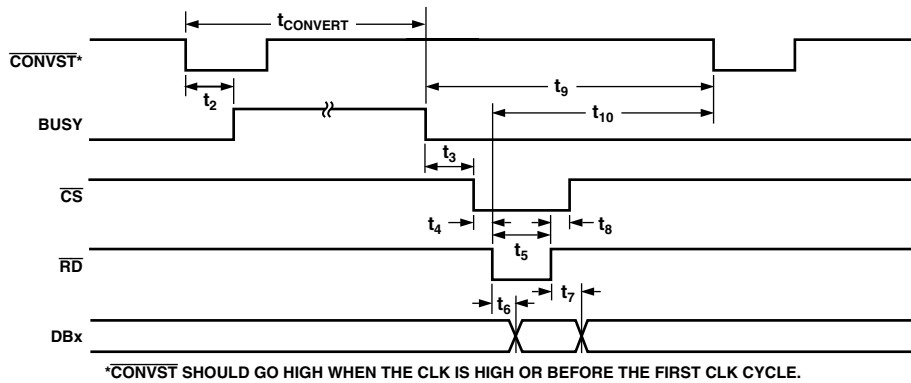 tCONVERT
CONVST*
t2
t9
t10
BUSY
t3
CS
t4
t5
t8
RD
t6
t7
DBx
*CONVST SHOULD GO HIGH WHEN THE CLK IS HIGH OR BEFORE THE FIRST CLK CYCLE.